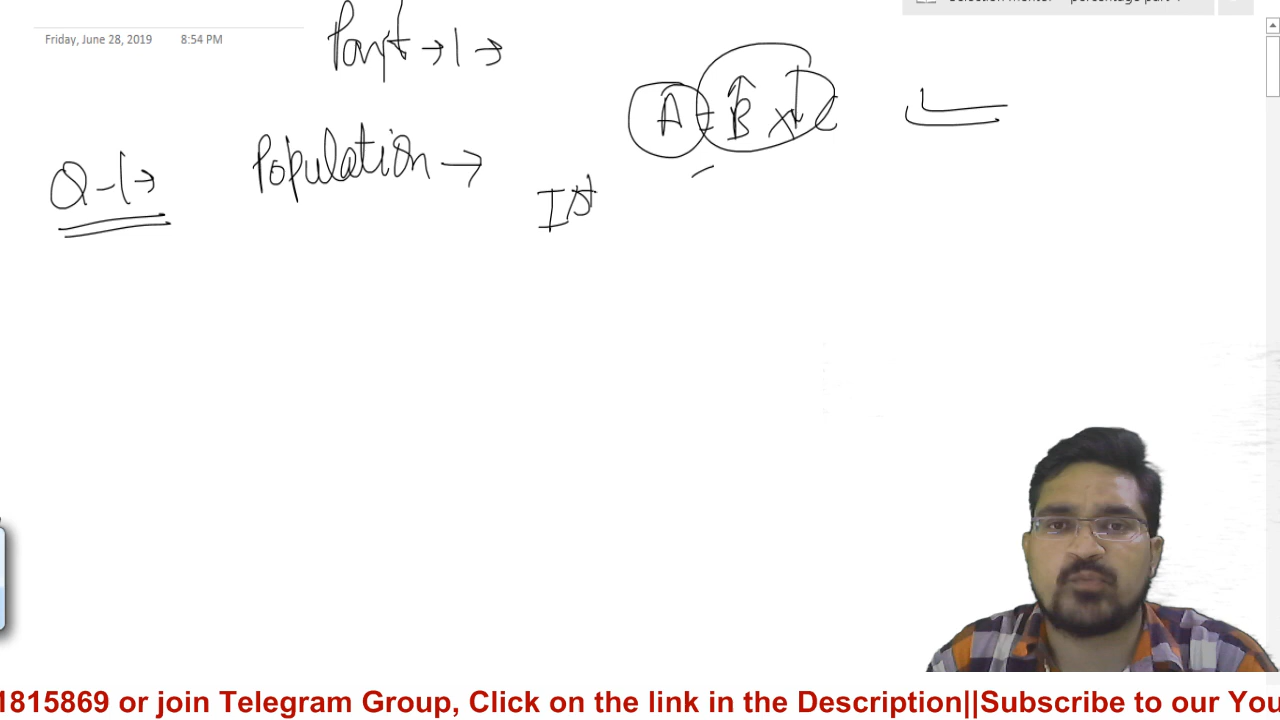 Friday, June 28, 2019 8:54 PM
Part → 1 →
A = B x C
Q-1 →
Population →
Ist
1815869 or join Telegram Group, Click on the link in the Description||Subscribe to our You